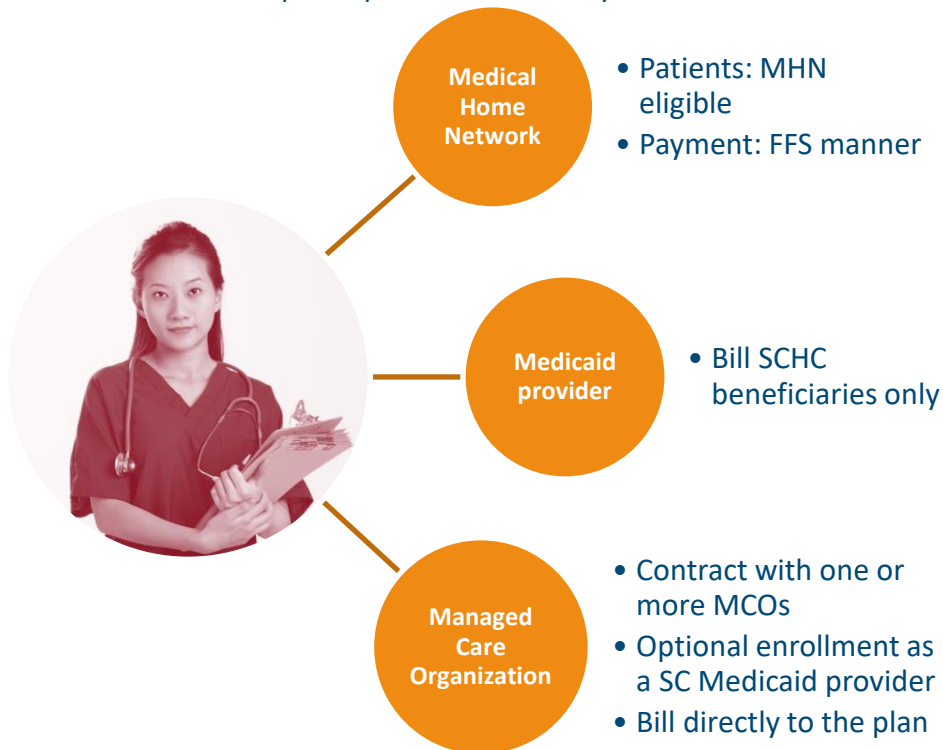 Medical
Home
Network
• Patients: MHN
eligible
• Payment: FFS manner
Medicaid
provider
• Bill SCHC
beneficiaries only
Managed
Care
Organization
• Contract with one or
more MCOs
• Optional enrollment as
a SC Medicaid provider
• Bill directly to the plan